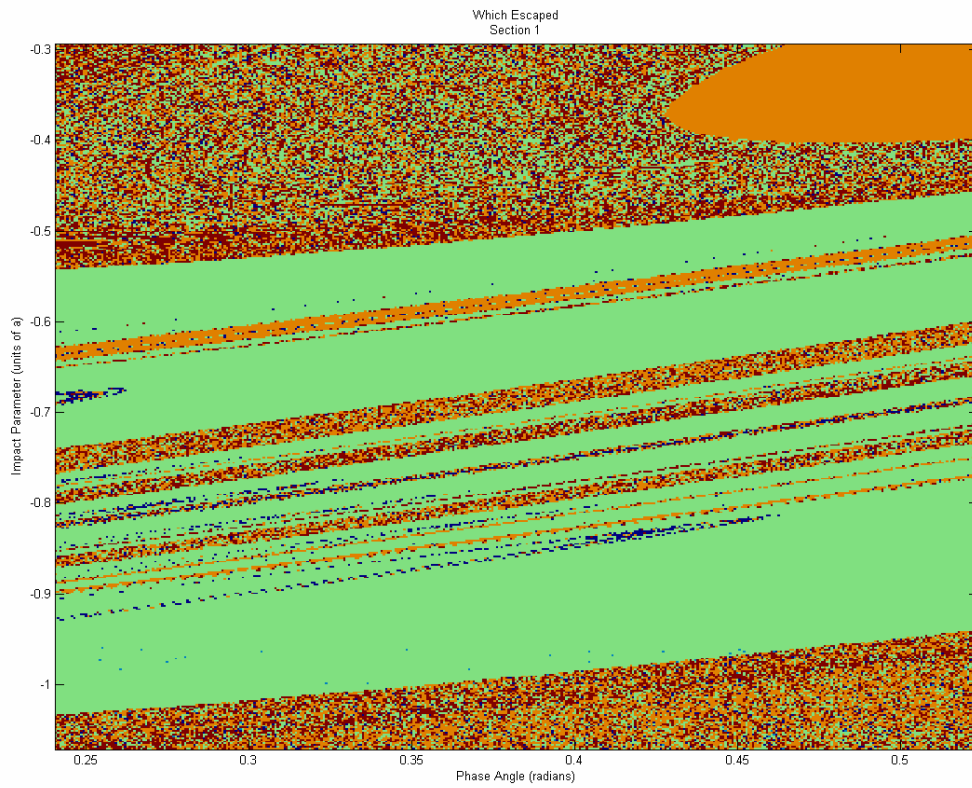 Which Escaped
Section 1
-0.3
-0.4
-0.5
-0.6
-0.7
-0.8
-0.9
-1
Impact Parameter (units of a)
0.25 0.3 0.35 0.4 0.45 0.5
Phase Angle (radians)